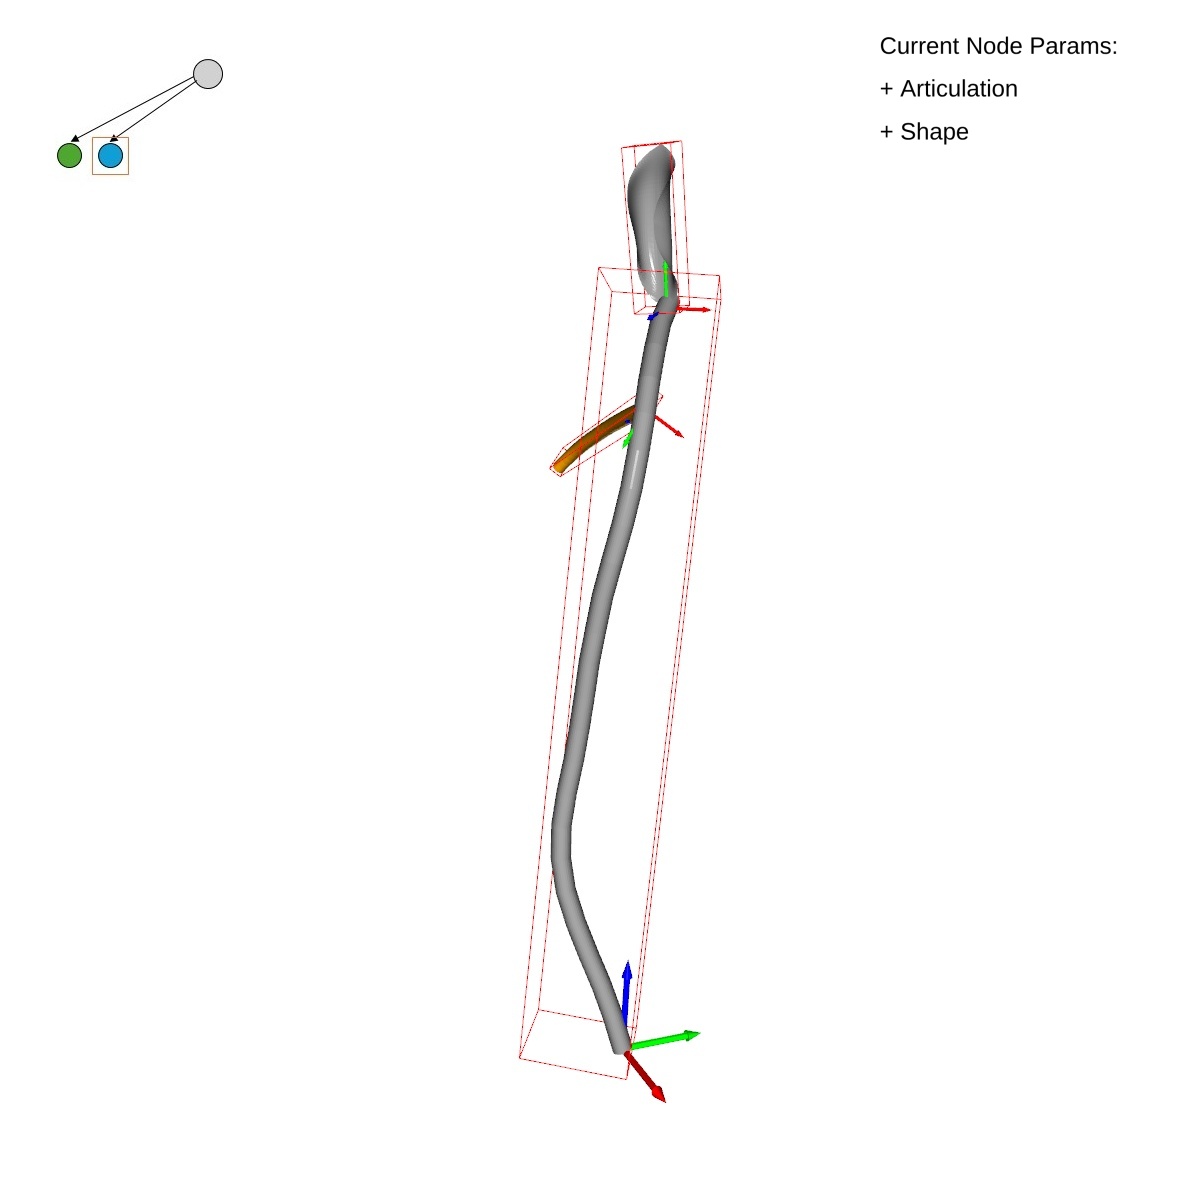 Current Node Params:
+ Articulation
+ Shape